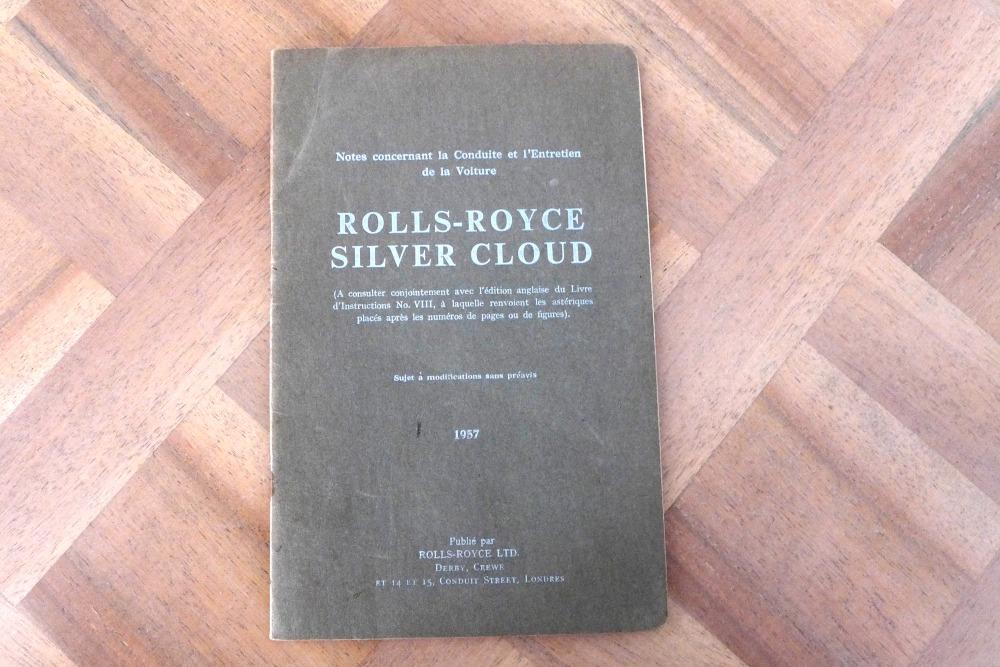 Notes concernant la Conduite et l'Entretien
de la Voiture
ROLLS-ROYCE
SILVER CLOUD
(A consulter conjointement avec l'édition anglaise du Livre
d'Instructions No. VIII, à laquelle renvoient les astériques
placés après les numéros de pages ou de figures).
Sujet à modifications sans préavis
1957
Publié par
ROLLS-ROYCE LTD.
DERBY, CREWE
ET 14 ET 15, CONDUIT STREET, LONDRES